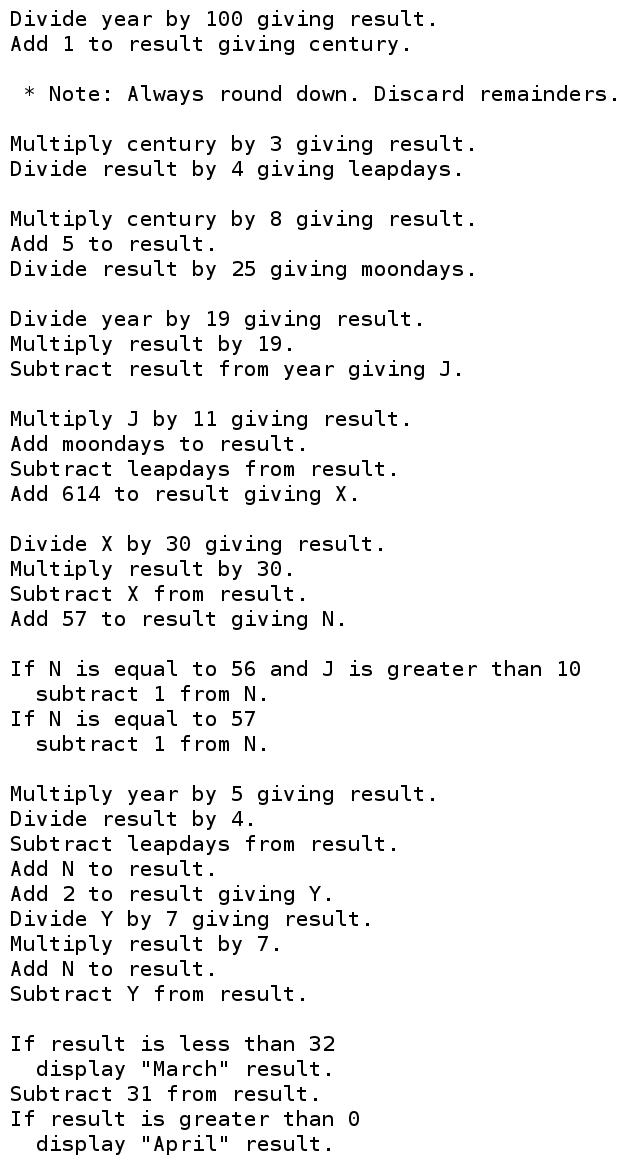 Divide year by 100 giving result.
Add 1 to result giving century.
* Note: Always round down. Discard remainders.
Multiply century by 3 giving result.
Divide result by 4 giving leapdays.
Multiply century by 8 giving result.
Add 5 to result.
Divide result by 25 giving moondays.
Divide year by 19 giving result.
Multiply result by 19.
Subtract result from year giving J.
Multiply J by 11 giving result.
Add moondays to result.
Subtract leapdays from result.
Add 614 to result giving X.
Divide X by 30 giving result.
Multiply result by 30.
Subtract X from result.
Add 57 to result giving N.
If N is equal to 56 and J is greater than 10
subtract 1 from N.
If N is equal to 57
subtract 1 from N.
Multiply year by 5 giving result.
Divide result by 4.
Subtract leapdays from result.
Add N to result.
Add 2 to result giving Y.
Divide Y by 7 giving result.
Multiply result by 7.
Add N to result.
Subtract Y from result.
If result is less than 32
display "March" result.
Subtract 31 from result.
If result is greater than 0
display "April" result.